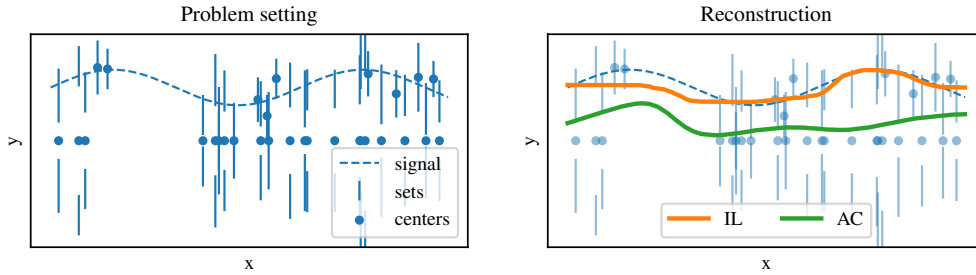 Problem setting
y
signal
sets
centers
x
Reconstruction
y
IL
AC
x